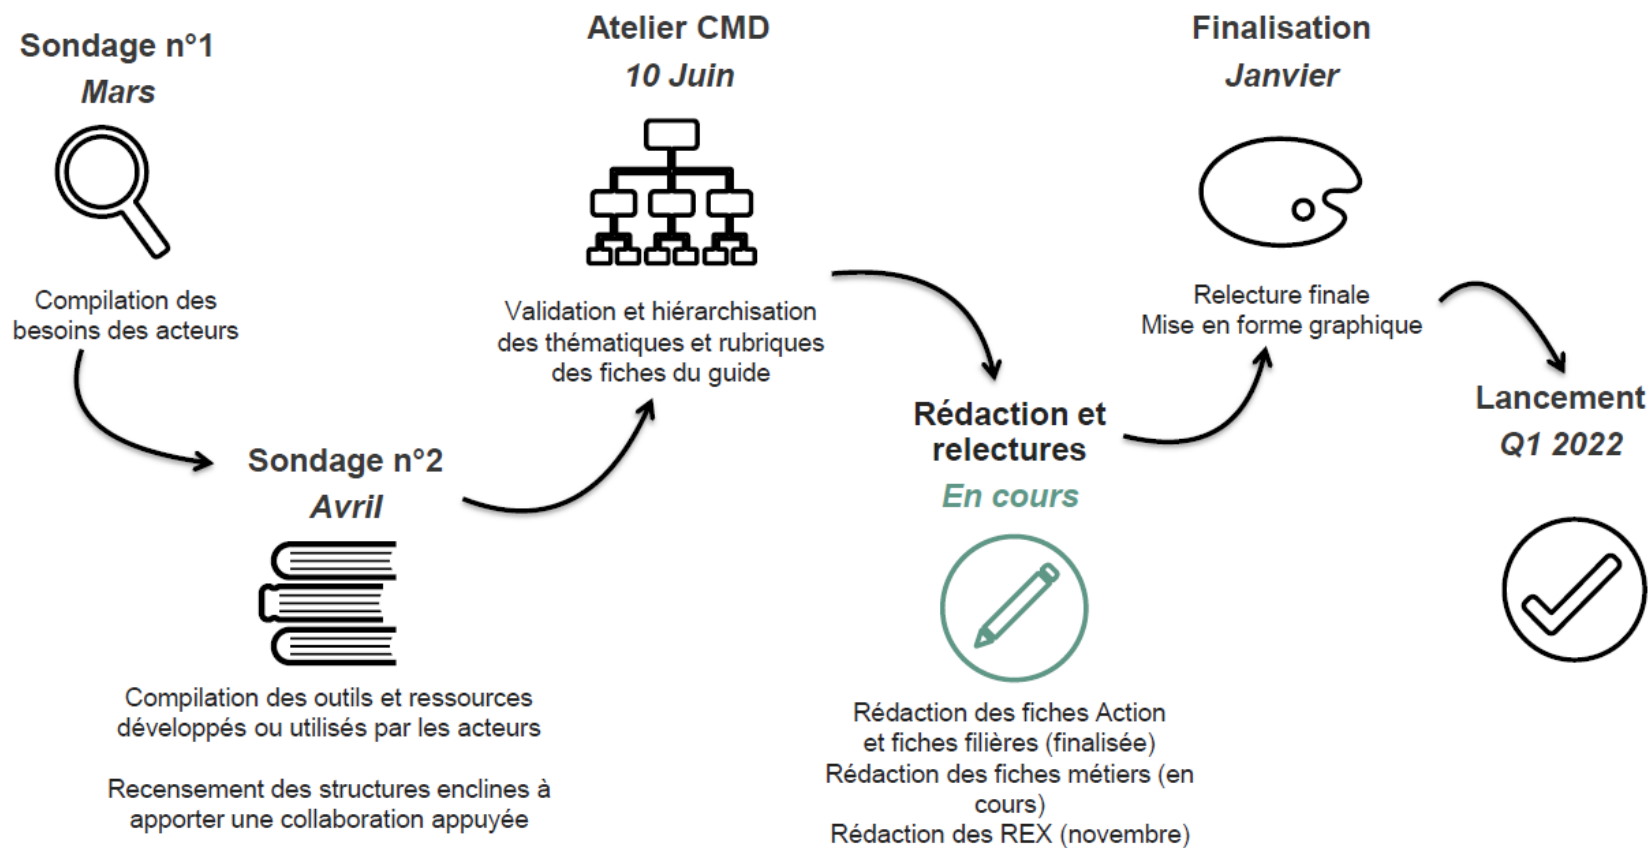 Sondage n°1
Mars
Compilation des
besoins des acteurs
Sondage n°2
Avril
Compilation des outils et ressources
développés ou utilisés par les acteurs
Recensement des structures enclines à
apporter une collaboration appuyée
Atelier CMD
10 Juin
Validation et hiérarchisation
des thématiques et rubriques
des fiches du guide
Rédaction et
relectures
En cours
Rédaction des fiches Action
et fiches filières (finalisée)
Rédaction des fiches métiers (en
cours)
Rédaction des REX (novembre)
Finalisation
Janvier
Relecture finale
Mise en forme graphique
Lancement
Q1 2022